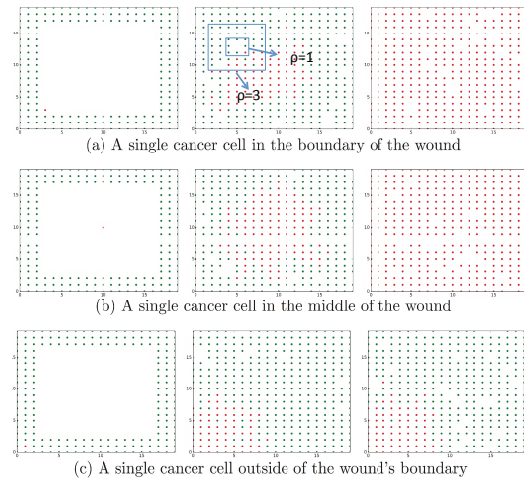 ρ=1
ρ=3
(a) A single cancer cell in the boundary of the wound
(b) A single cancer cell in the middle of the wound
(c) A single cancer cell outside of the wound's boundary